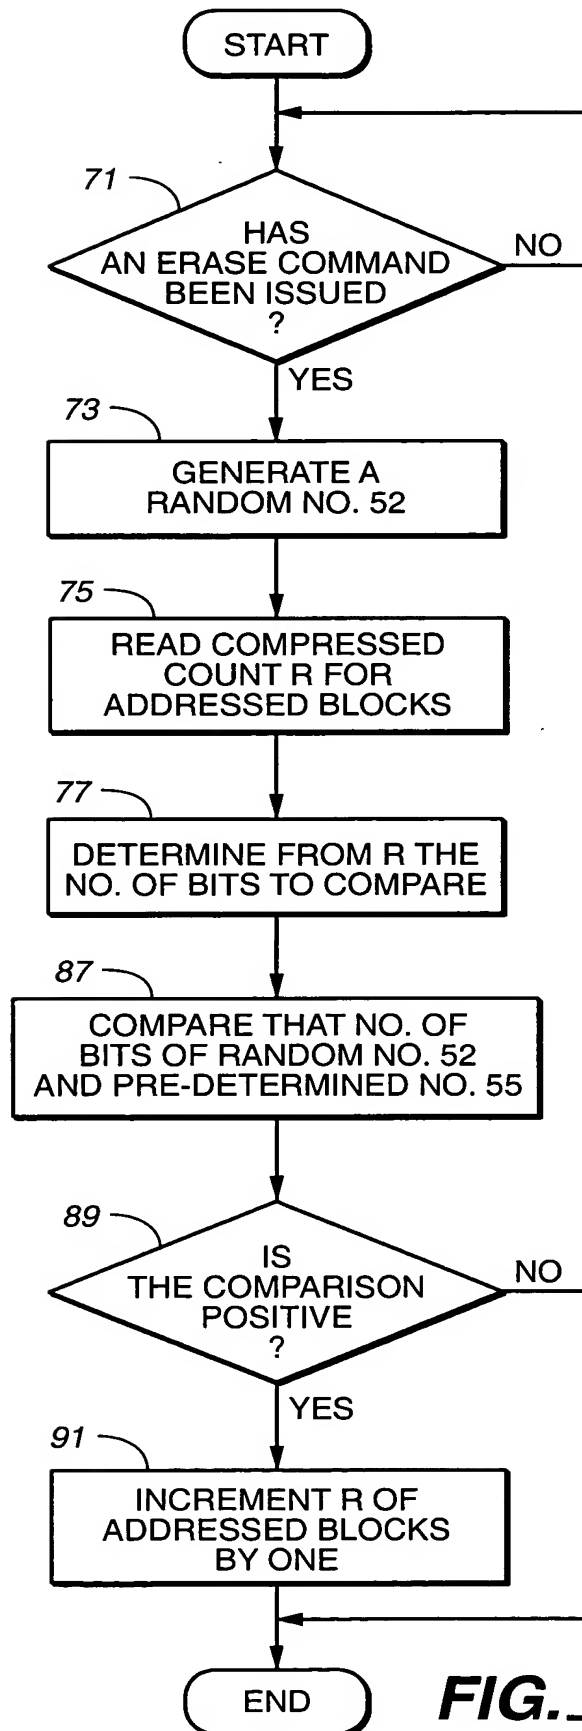 START
71
HAS
AN ERASE COMMAND
BEEN ISSUED
?
NO
YES
73
GENERATE A
RANDOM NO. 52
75
READ COMPRESSED
COUNT R FOR
ADDRESSED BLOCKS
77
DETERMINE FROM R THE
NO. OF BITS TO COMPARE
87
COMPARE THAT NO. OF
BITS OF RANDOM NO. 52
AND PRE-DETERMINED NO. 55
89
IS
THE COMPARISON
POSITIVE
?
NO
YES
91
INCREMENT R OF
ADDRESSED BLOCKS
BY ONE
END
FIG._